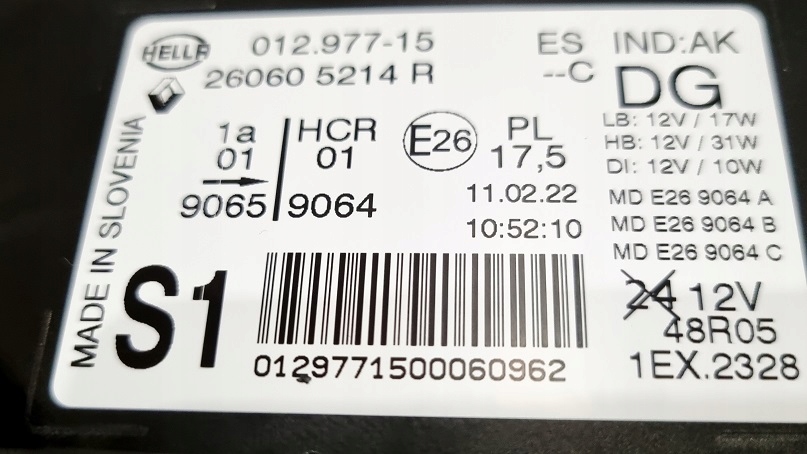 HELLA 012.977-15 ES IND:AK
26060 5214 R --C DG
MADE IN SLOVENIA
1a HCR E26 PL
01 01 17,5
9065 9064
11.02.22
10:52:10
LB: 12V / 17W
HB: 12V / 31W
DI: 12V / 10W
MD E26 9064 A
MD E26 9064 B
MD E26 9064 C
S1
24 12V
48R05
1EX.2328
0129771500060962